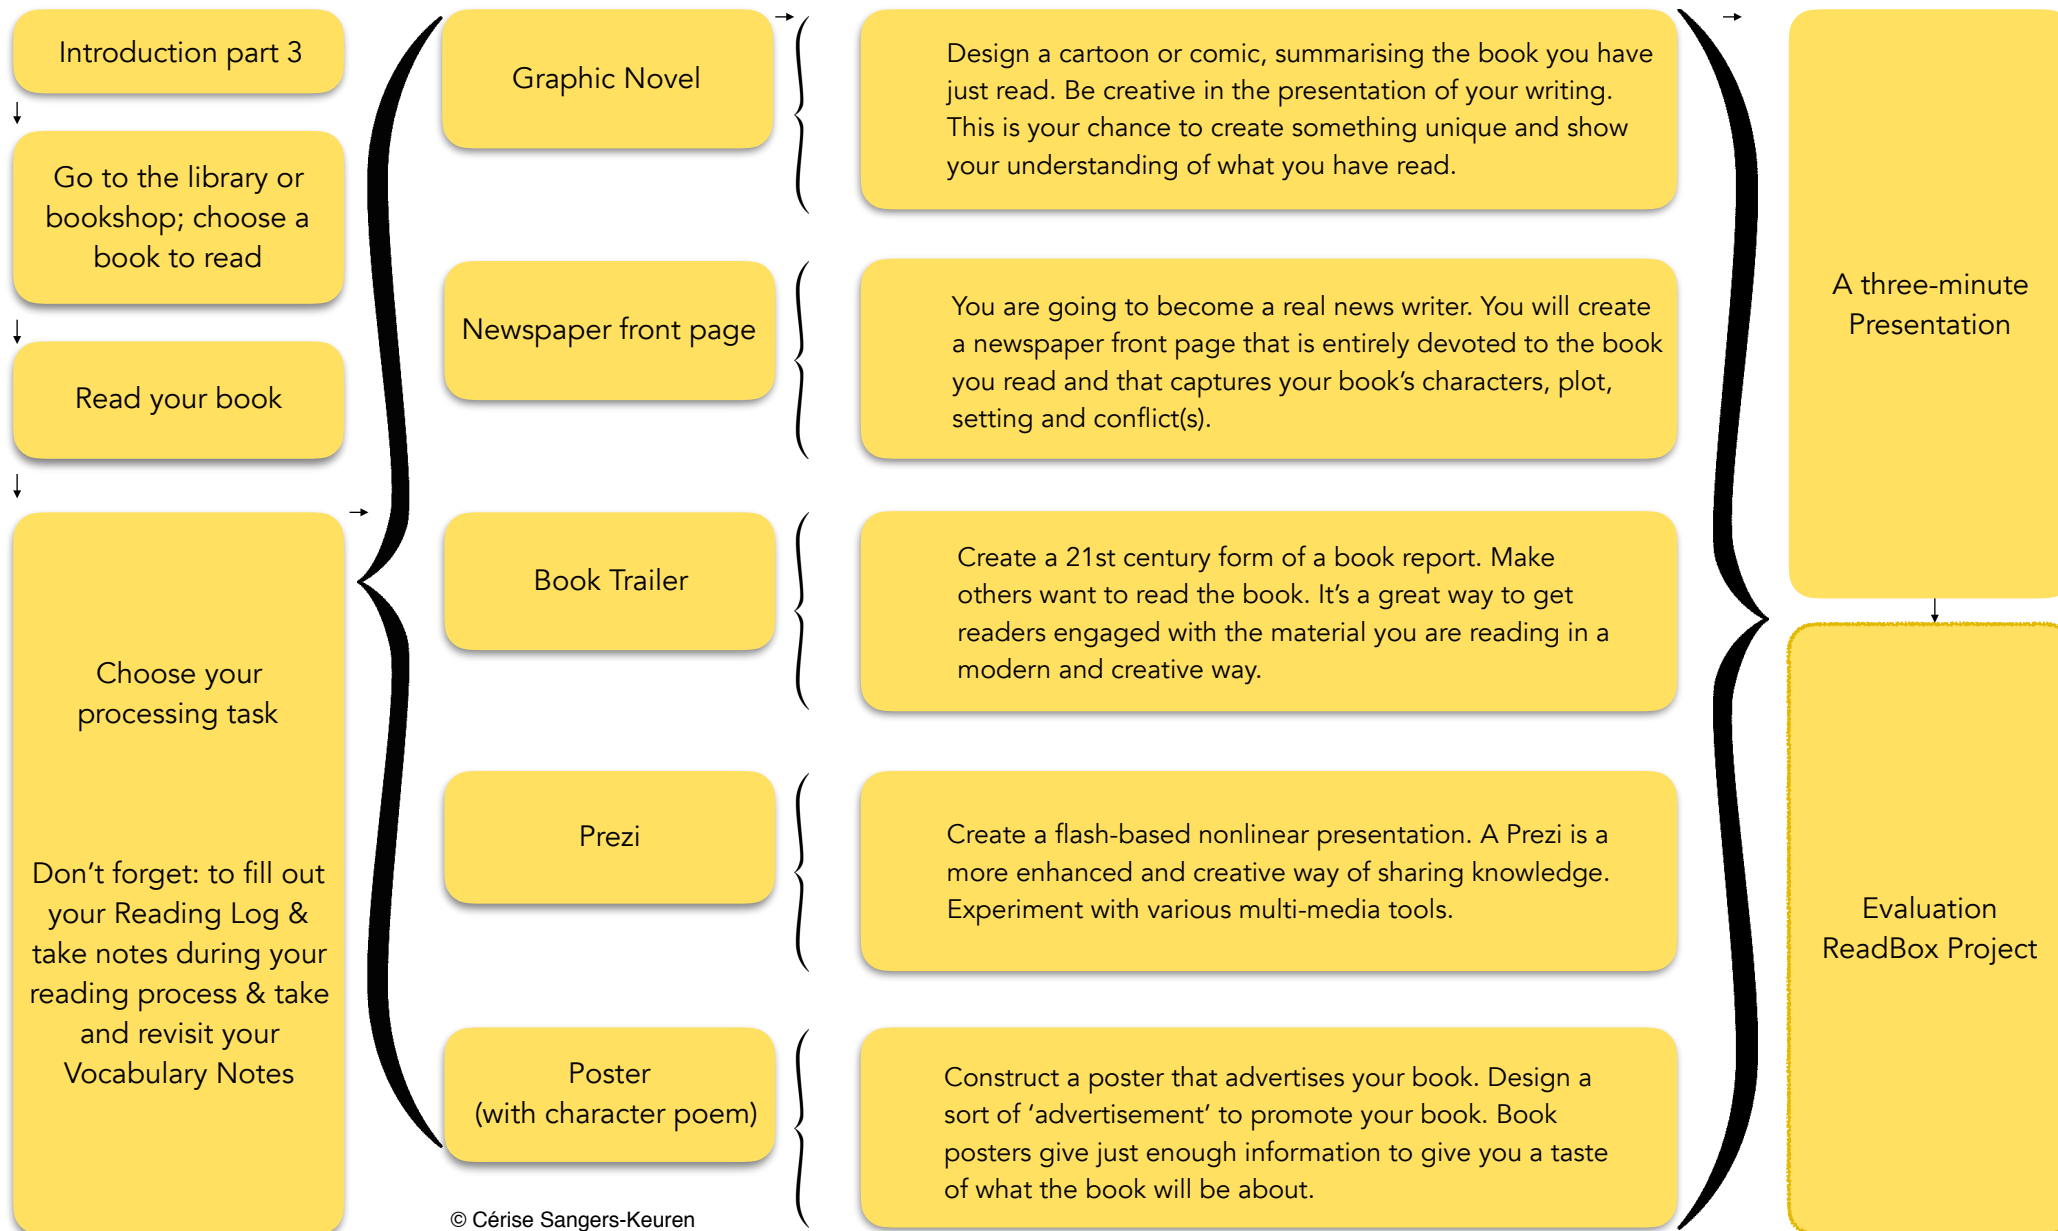 Introduction part 3
Go to the library or
bookshop; choose a
book to read
Read your book
Choose your
processing task
Don't forget: to fill out
your Reading Log &
take notes during your
reading process & take
and revisit your
Vocabulary Notes
Graphic Novel
Design a cartoon or comic, summarising the book you have
just read. Be creative in the presentation of your writing.
This is your chance to create something unique and show
your understanding of what you have read.
Newspaper front page
You are going to become a real news writer. You will create
a newspaper front page that is entirely devoted to the book
you read and that captures your book’s characters, plot,
setting and conflict(s).
Book Trailer
Create a 21st century form of a book report. Make
others want to read the book. It’s a great way to get
readers engaged with the material you are reading in a
modern and creative way.
Prezi
Create a flash-based nonlinear presentation. A Prezi is a
more enhanced and creative way of sharing knowledge.
Experiment with various multi-media tools.
Poster
(with character poem)
Construct a poster that advertises your book. Design a
sort of ‘advertisement’ to promote your book. Book
posters give just enough information to give you a taste
of what the book will be about.
A three-minute
Presentation
Evaluation
ReadBox Project
© Cérise Sangers-Keuren